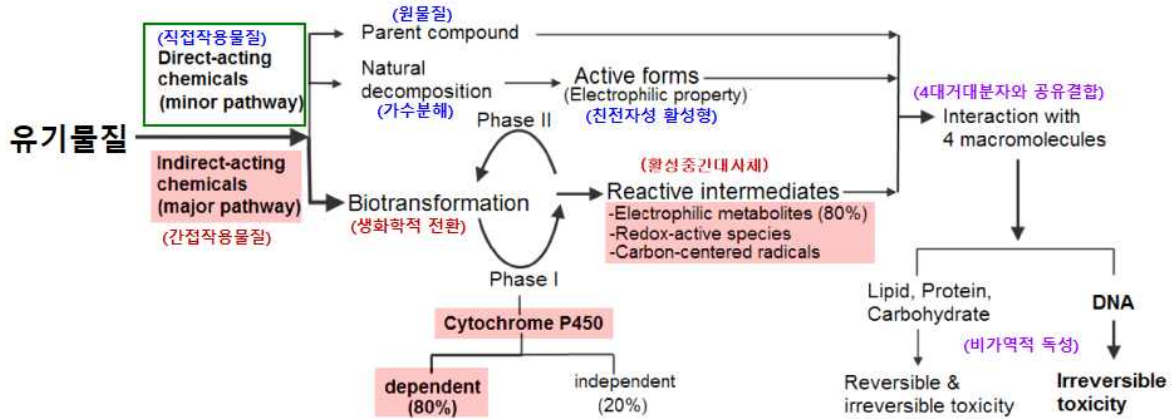 유기물질
(직접작용물질)
Direct-acting
chemicals
(minor pathway)
Indirect-acting
chemicals
(major pathway)
(간접작용물질)
(원물질)
Parent compound
Natural
decomposition
(가수분해)
Active forms
(Electrophilic property)
(친전자성 활성형)
Phase II
Biotransformation
(생화학적 전환)
Phase I
(활성중간대사체)
Reactive intermediates
-Electrophilic metabolites (80%)
-Redox-active species
-Carbon-centered radicals
Cytochrome P450
dependent
(80%)
independent
(20%)
(4대거대분자와 공유결합)
Interaction with
4 macromolecules
Lipid, Protein,
Carbohydrate
DNA
(비가역적 독성)
Reversible &
irreversible toxicity
Irreversible
toxicity